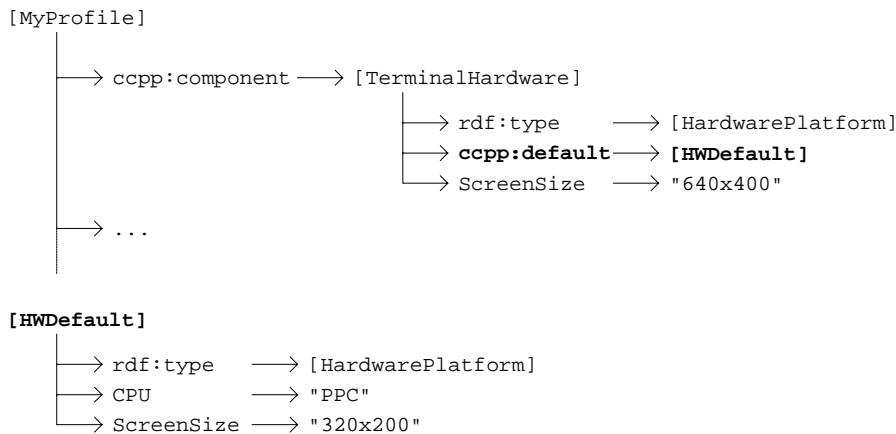 [MyProfile]
ccpp:component [TerminalHardware]
rdf:type [HardwarePlatform]
ccpp:default [HWDefault]
ScreenSize "640x400"
...
[HWDefault]
rdf:type [HardwarePlatform]
CPU "PPC"
ScreenSize "320x200"